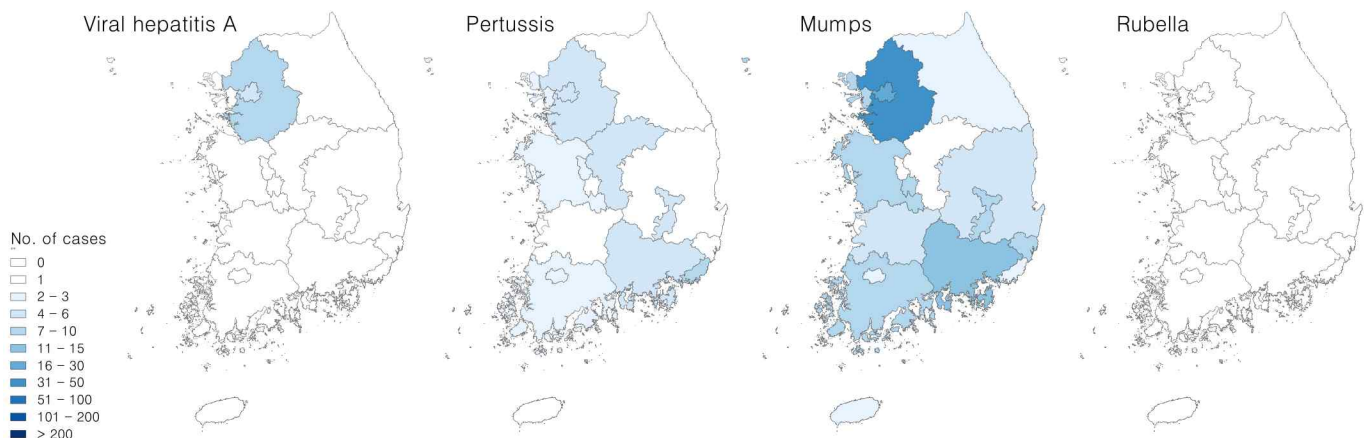 Viral hepatitis A
Pertussis
Mumps
Rubella
No. of cases
0
1
2 – 3
4 – 6
7 – 10
11 – 15
16 – 30
31 – 50
51 – 100
101 – 200
> 200